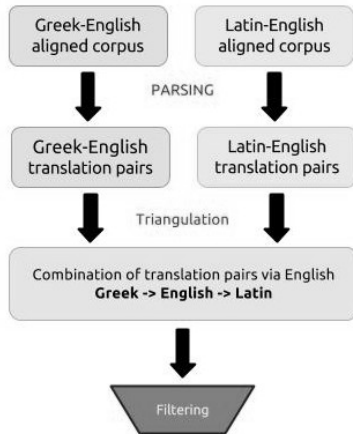 Greek-English
aligned corpus
Latin-English
aligned corpus
PARSING
Greek-English
translation pairs
Latin-English
translation pairs
Triangulation
Combination of translation pairs via English
Greek -> English -> Latin
Filtering